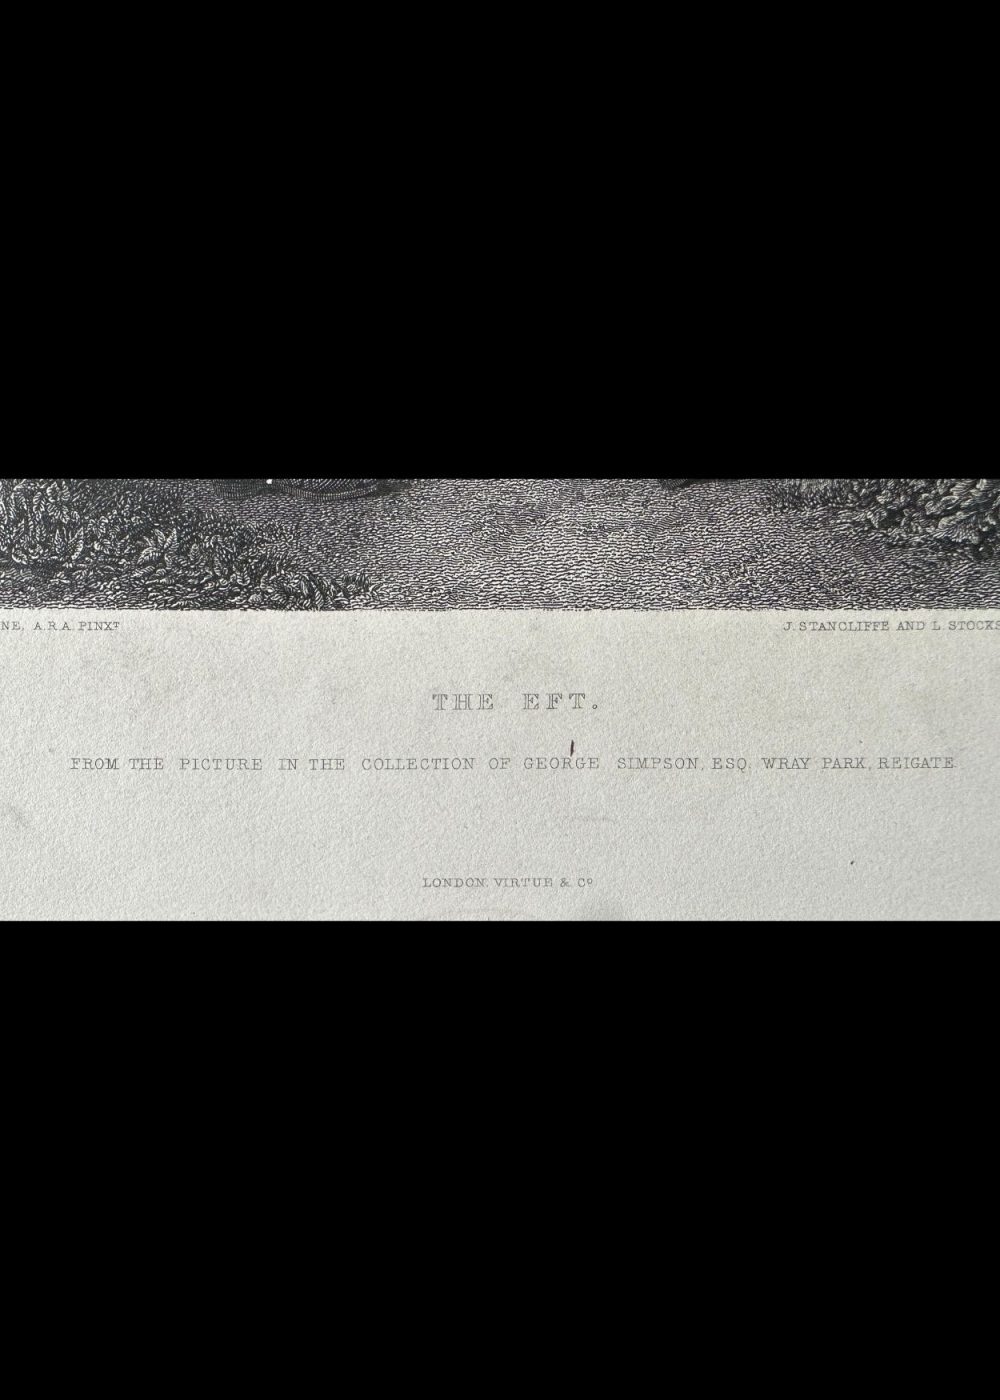 NE, A.R.A. PINXT
J. STANCLIFFE AND L. STOCKS
THE EFT.
FROM THE PICTURE IN THE COLLECTION OF GEORGE SIMPSON, ESQ. WRAY PARK, REIGATE.
LONDON, VIRTUE & Co